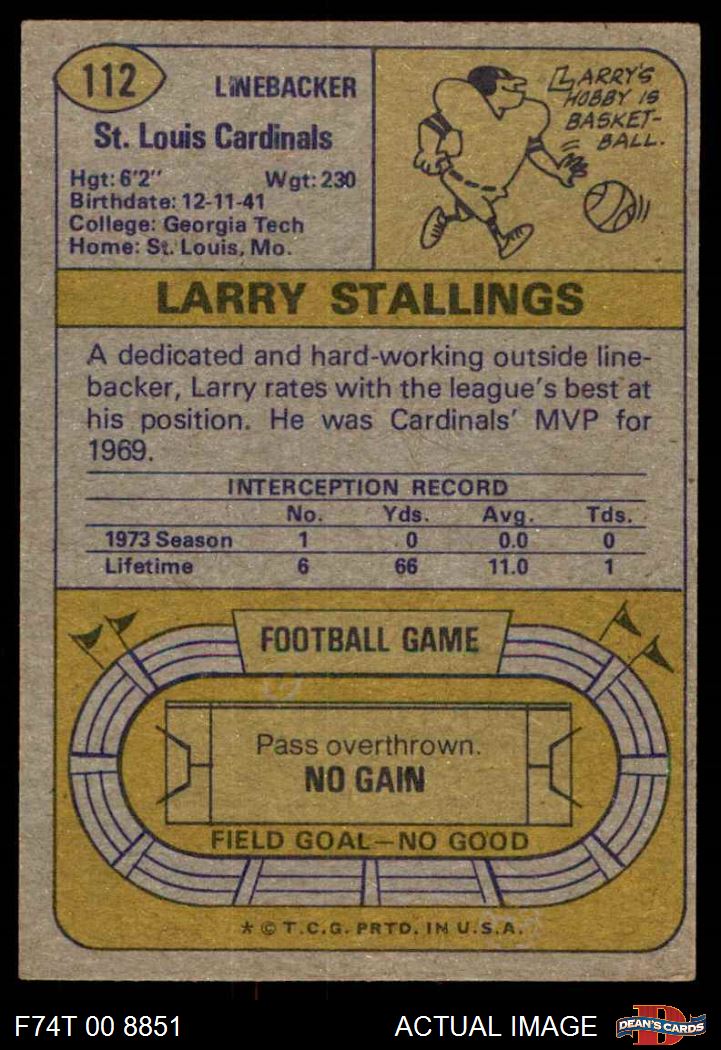 112
LINEBACKER
St. Louis Cardinals
Hgt: 6'2" Wgt: 230
Birthdate: 12-11-41
College: Georgia Tech
Home: St. Louis, Mo.
LARRY'S
HOBBY IS
BASKET-
BALL.
LARRY STALLINGS
A dedicated and hard-working outside line-
backer, Larry rates with the league's best at
his position. He was Cardinals' MVP for
1969.
INTERCEPTION RECORD
No. Yds. Avg. Tds.
1973 Season 1 0 0.0 0
Lifetime 6 66 11.0 1
FOOTBALL GAME
Pass overthrown.
NO GAIN
FIELD GOAL—NO GOOD
* © T.C.G. PRTD. IN U.S.A.
F74T 00 8851 ACTUAL IMAGE
D
DEAN'S CARDS